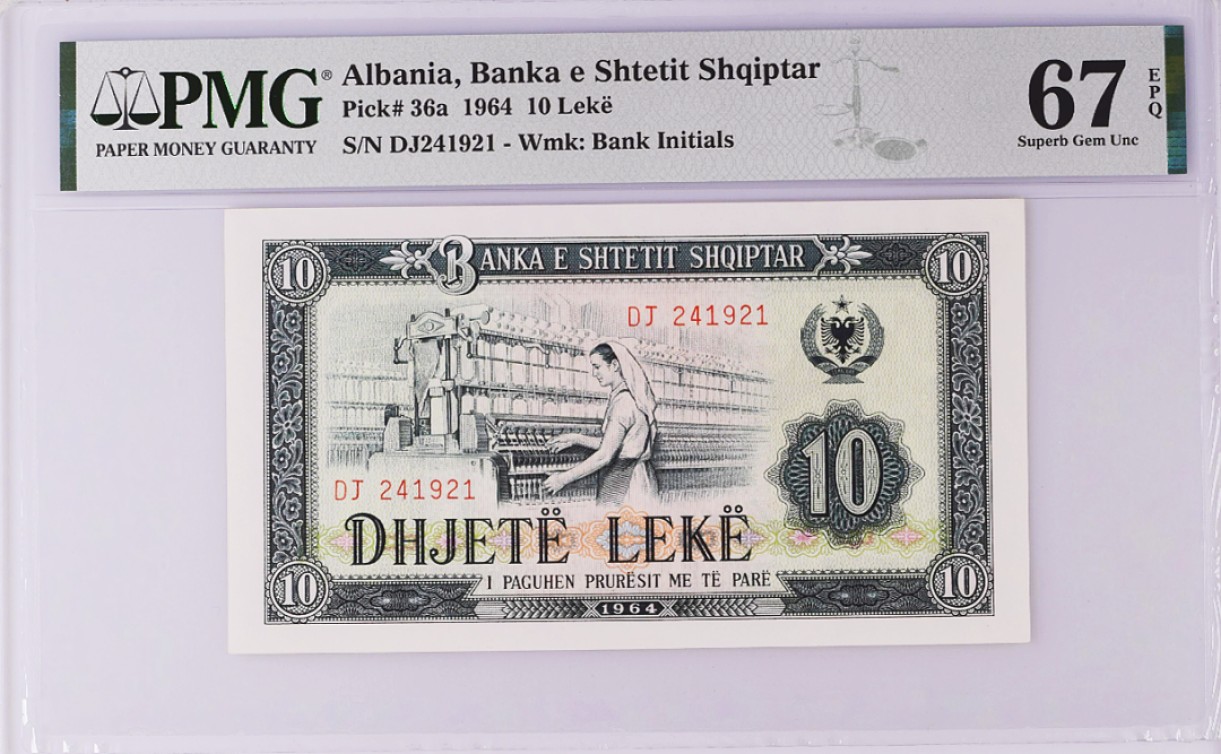 PMG®
PAPER MONEY GUARANTY
Albania, Banka e Shtetit Shqiptar
Pick# 36a 1964 10 Lekë
S/N DJ241921 - Wmk: Bank Initials
67
EPQ
Superb Gem Unc
10
BANKA E SHTETIT SHQIPTAR
10
DJ 241921
10
DJ 241921
DHJETË LEKË
10
I PAGUHEN PRURËSIT ME TË PARË
10
1964